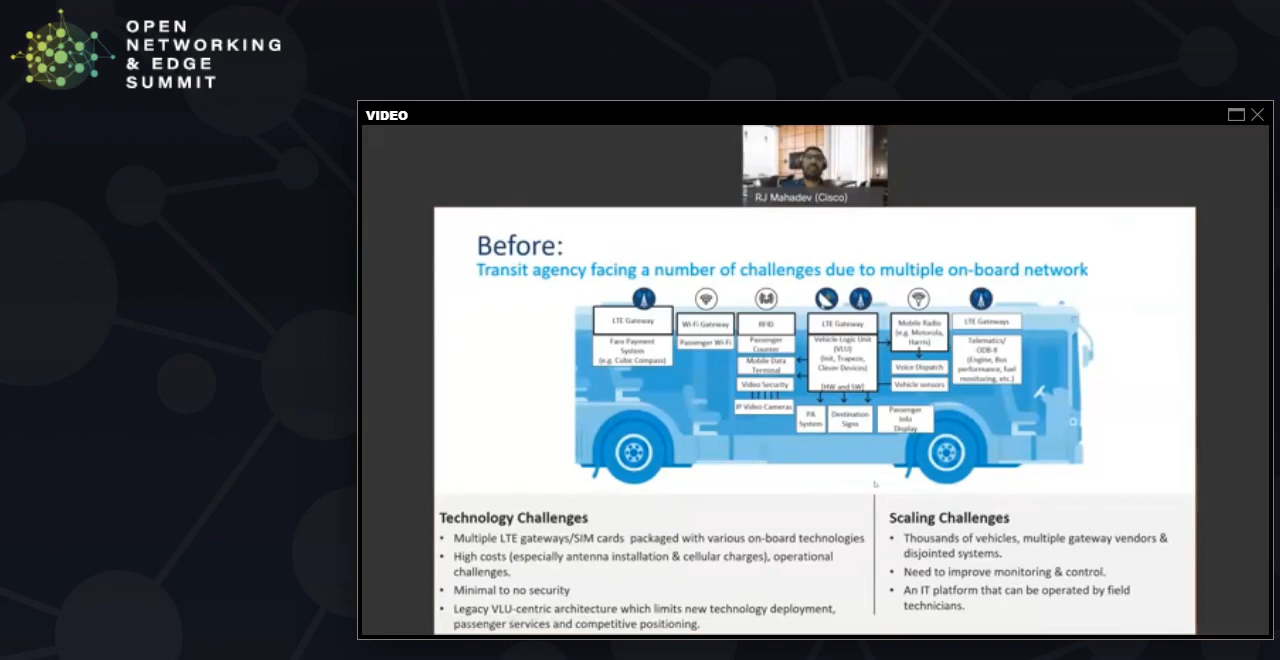 OPEN
NETWORKING
& EDGE
SUMMIT
VIDEO
RJ Mahadev (Cisco)
Before:
Transit agency facing a number of challenges due to multiple on-board network
LTE Gateway
Fare Payment
System
(e.g. Cubic Compass)
Wi-Fi Gateway
Passenger Wi-Fi
RFID
Passenger
Counter
Mobile Data
Terminal
Video Security
IP Video Cameras
LTE Gateway
Vehicle Logic Unit
(VLU)
(Init, Trapeze,
Clever Devices)
[HW and SW]
PA
System
Destination
Signs
Passenger
Info
Display
Mobile Radio
(e.g. Motorola,
Harris)
Voice Dispatch
Vehicle sensors
LTE Gateways
Telematics/
ODB-II
(Engine, Bus
performance, fuel
monitoring, etc.)
Technology Challenges
• Multiple LTE gateways/SIM cards packaged with various on-board technologies
• High costs (especially antenna installation & cellular charges), operational
challenges.
• Minimal to no security
• Legacy VLU-centric architecture which limits new technology deployment,
passenger services and competitive positioning.
Scaling Challenges
• Thousands of vehicles, multiple gateway vendors &
disjointed systems.
• Need to improve monitoring & control.
• An IT platform that can be operated by field
technicians.